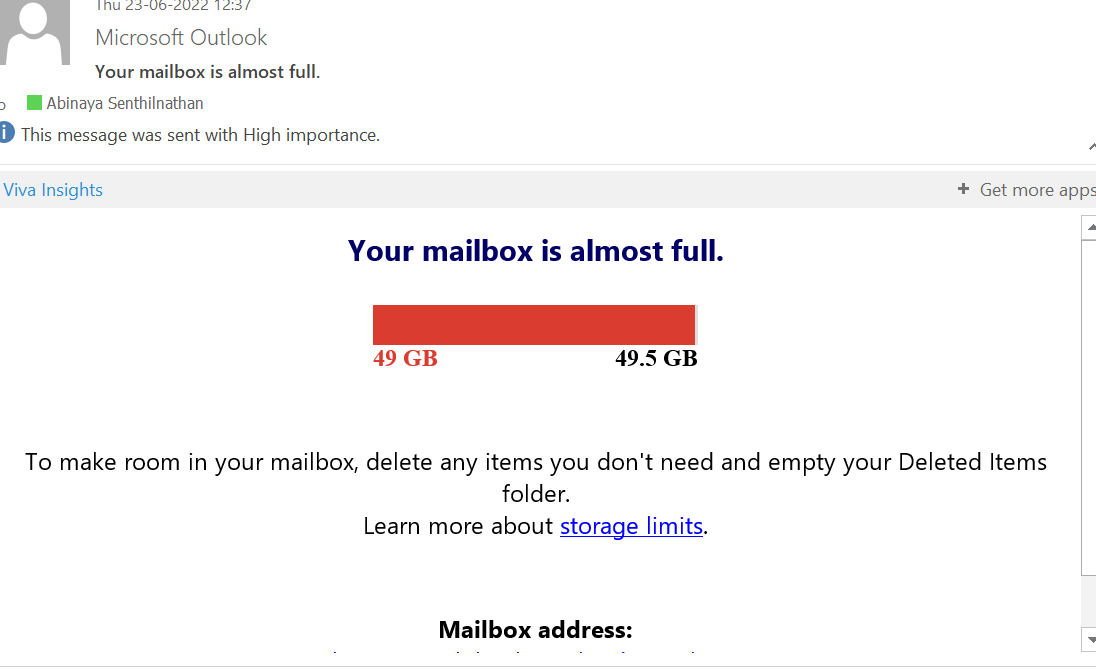 Thu 23-06-2022 12:37
Microsoft Outlook
Your mailbox is almost full.
Abinaya Senthilnathan
This message was sent with High importance.
Viva Insights
+ Get more apps
Your mailbox is almost full.
49 GB 49.5 GB
To make room in your mailbox, delete any items you don't need and empty your Deleted Items
folder.
Learn more about storage limits.
Mailbox address: